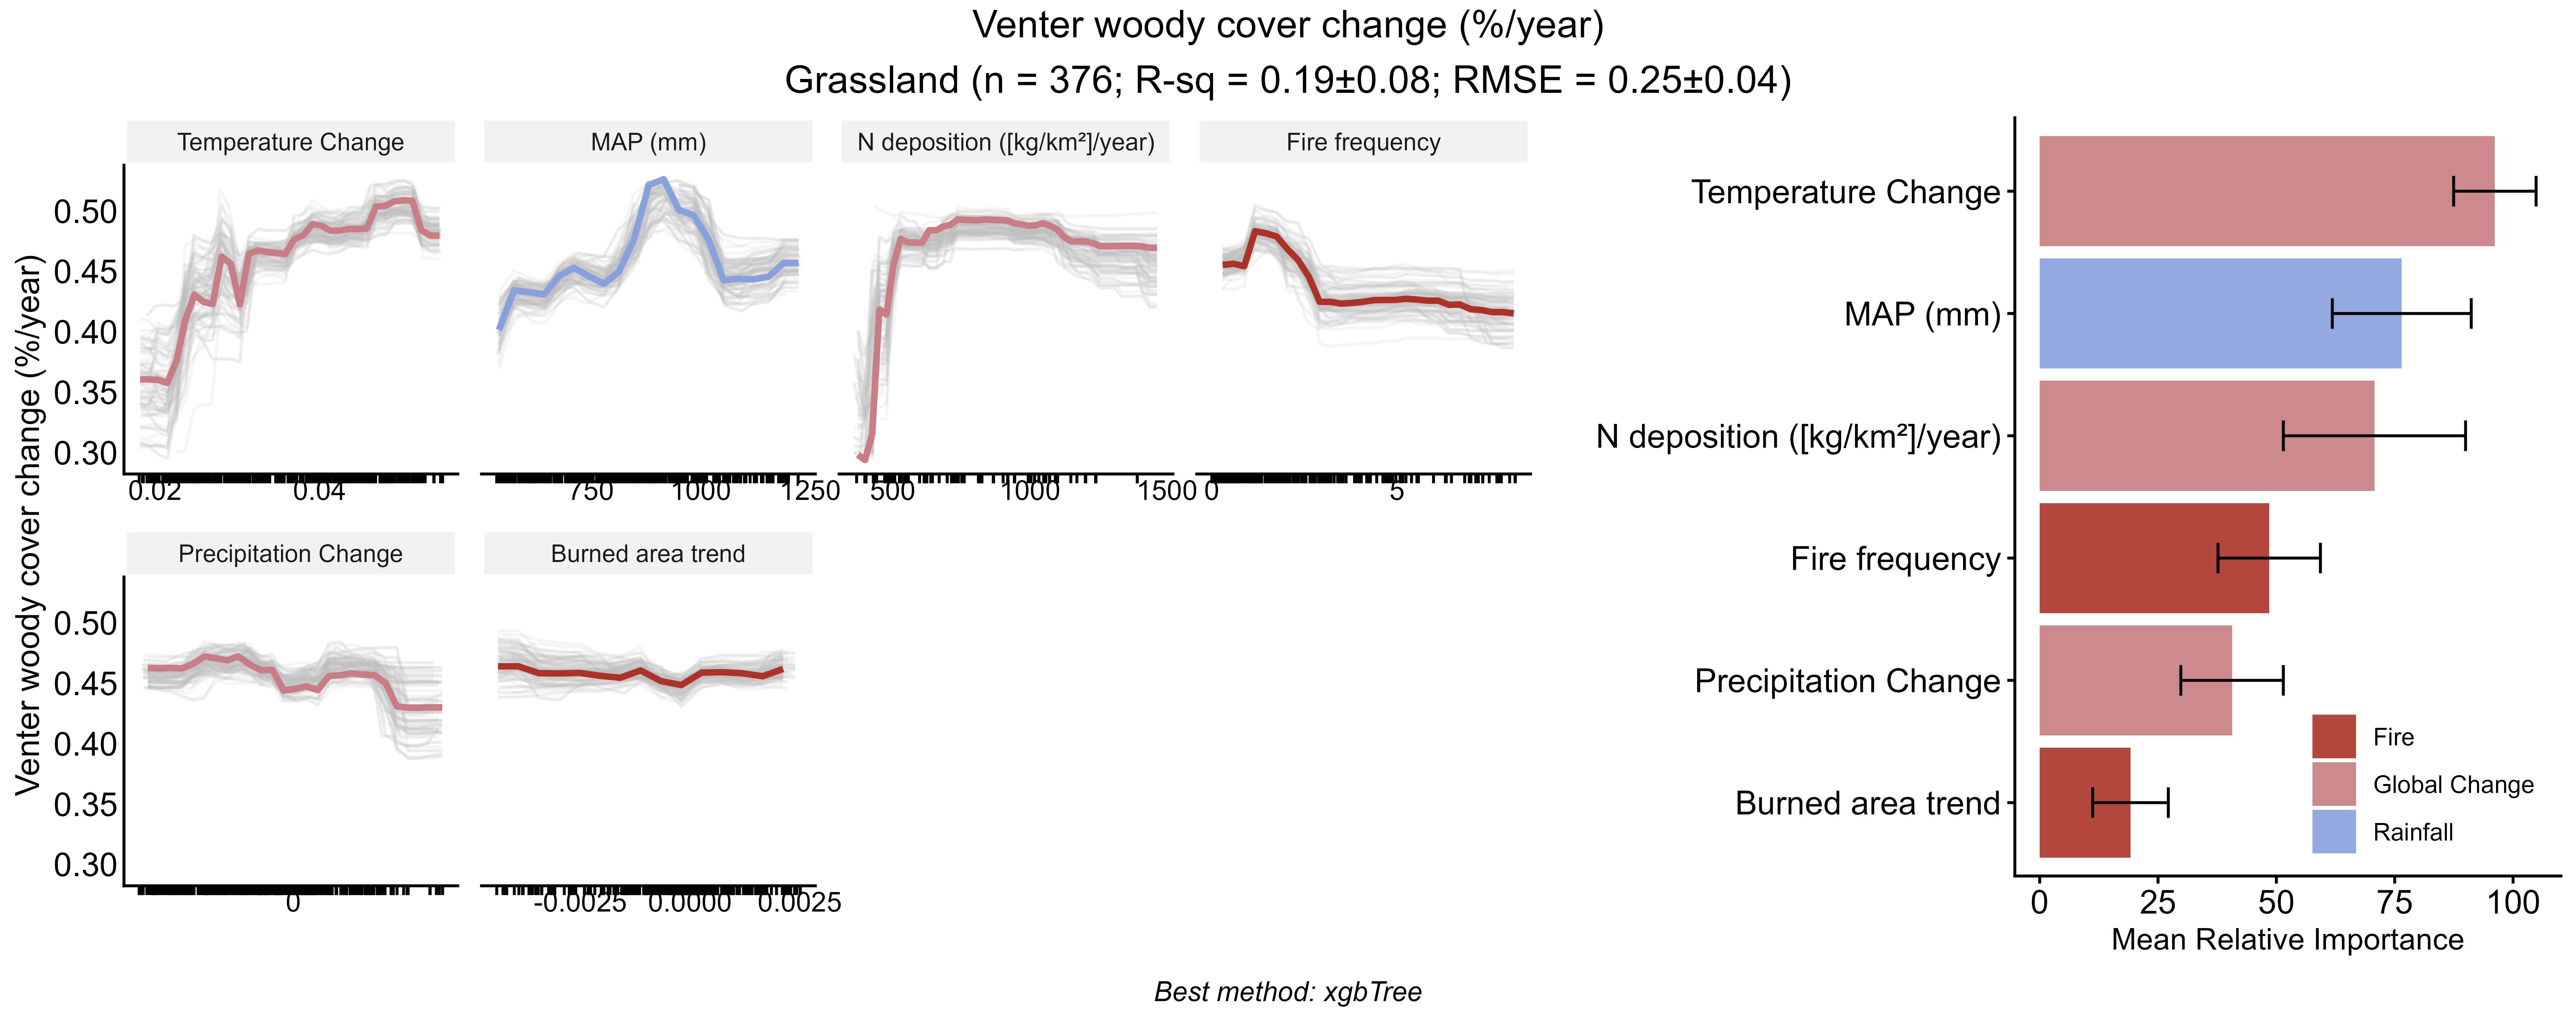 Venter woody cover change (%/year)
Grassland (n = 376; R-sq = 0.19±0.08; RMSE = 0.25±0.04)
Venter woody cover change (%/year)
Temperature Change
MAP (mm)
N deposition ([kg/km²]/year)
Fire frequency
0.50
0.45
0.40
0.35
0.30
0.02 0.04
750 1000 1250
500 1000 1500
0 5
Precipitation Change
Burned area trend
0.50
0.45
0.40
0.35
0.30
0
-0.0025 0.0000 0.0025
Temperature Change
MAP (mm)
N deposition ([kg/km²]/year)
Fire frequency
Precipitation Change
Burned area trend
Fire
Global Change
Rainfall
0 25 50 75 100
Mean Relative Importance
Best method: xgbTree